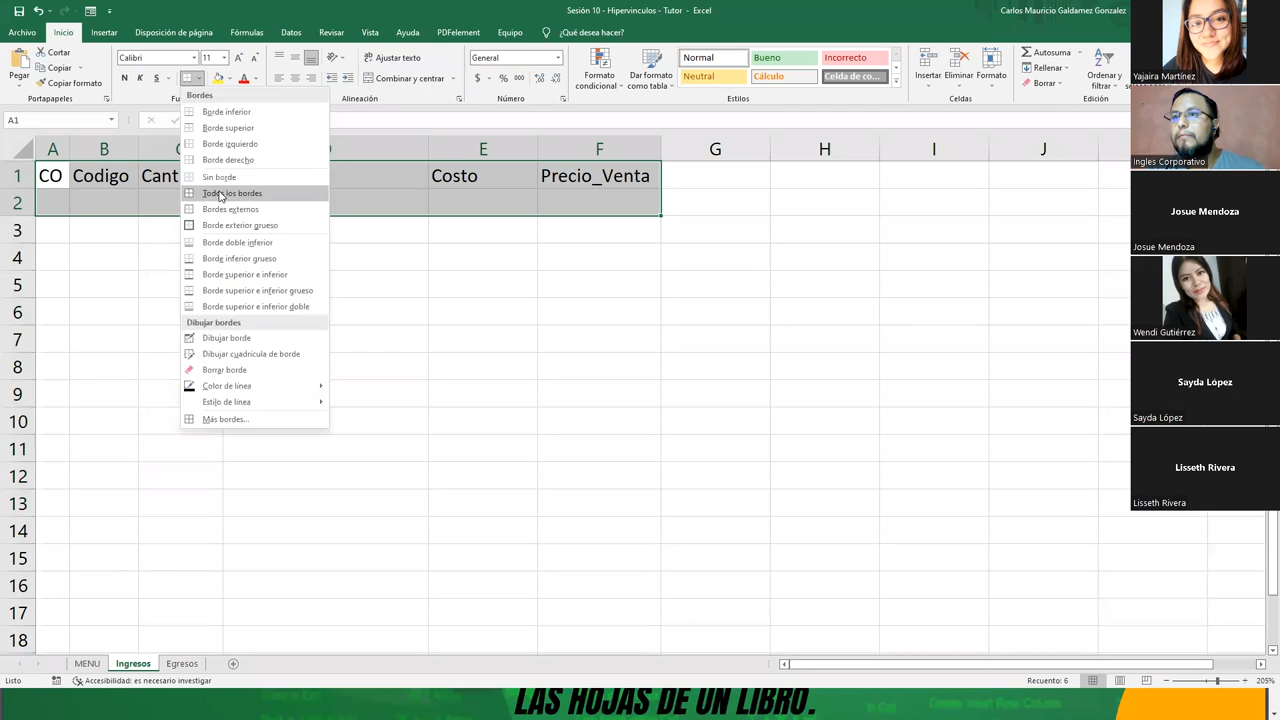 Sesión 10 - Hipervinculos - Tutor - Excel
Carlos Mauricio Galdamez Gonzalez
Archivo Inicio Insertar Disposición de página Fórmulas Datos Revisar Vista Ayuda PDFelement Equipo ¿Qué desea hacer?
Cortar
Copiar
Copiar formato
Pegar
Portapapeles
Calibri 11
N K S
Ajustar texto
Combinar y centrar
Alineación
General
Número
Formato condicional
Dar formato como tabla
Normal Bueno Incorrecto
Neutral Cálculo Celda de co...
Estilos
Insertar Eliminar Formato
Celdas
Autosuma
Rellenar
Borrar
Ordenar y filtrar
A1
Bordes
Borde inferior
Borde superior
Borde izquierdo
Borde derecho
Sin borde
Todos los bordes
Bordes externos
Borde exterior grueso
Borde doble inferior
Borde inferior grueso
Borde superior e inferior
Borde superior e inferior grueso
Borde superior e inferior doble
Dibujar bordes
Dibujar borde
Dibujar cuadrícula de borde
Borrar borde
Color de línea
Estilo de línea
Más bordes...
A B E F G H I J
1 CO Codigo Cant Costo Precio_Venta
2
3
4
5
6
7
8
9
10
11
12
13
14
15
16
17
18
MENU Ingresos Egresos
Listo Accesibilidad: es necesario investigar Recuento: 6 205%
Yajaira Martínez
Ingles Corporativo
Josue Mendoza
Josue Mendoza
Wendi Gutiérrez
Sayda López
Sayda López
Lisseth Rivera
Lisseth Rivera
LAS HOJAS DE UN LIBRO.